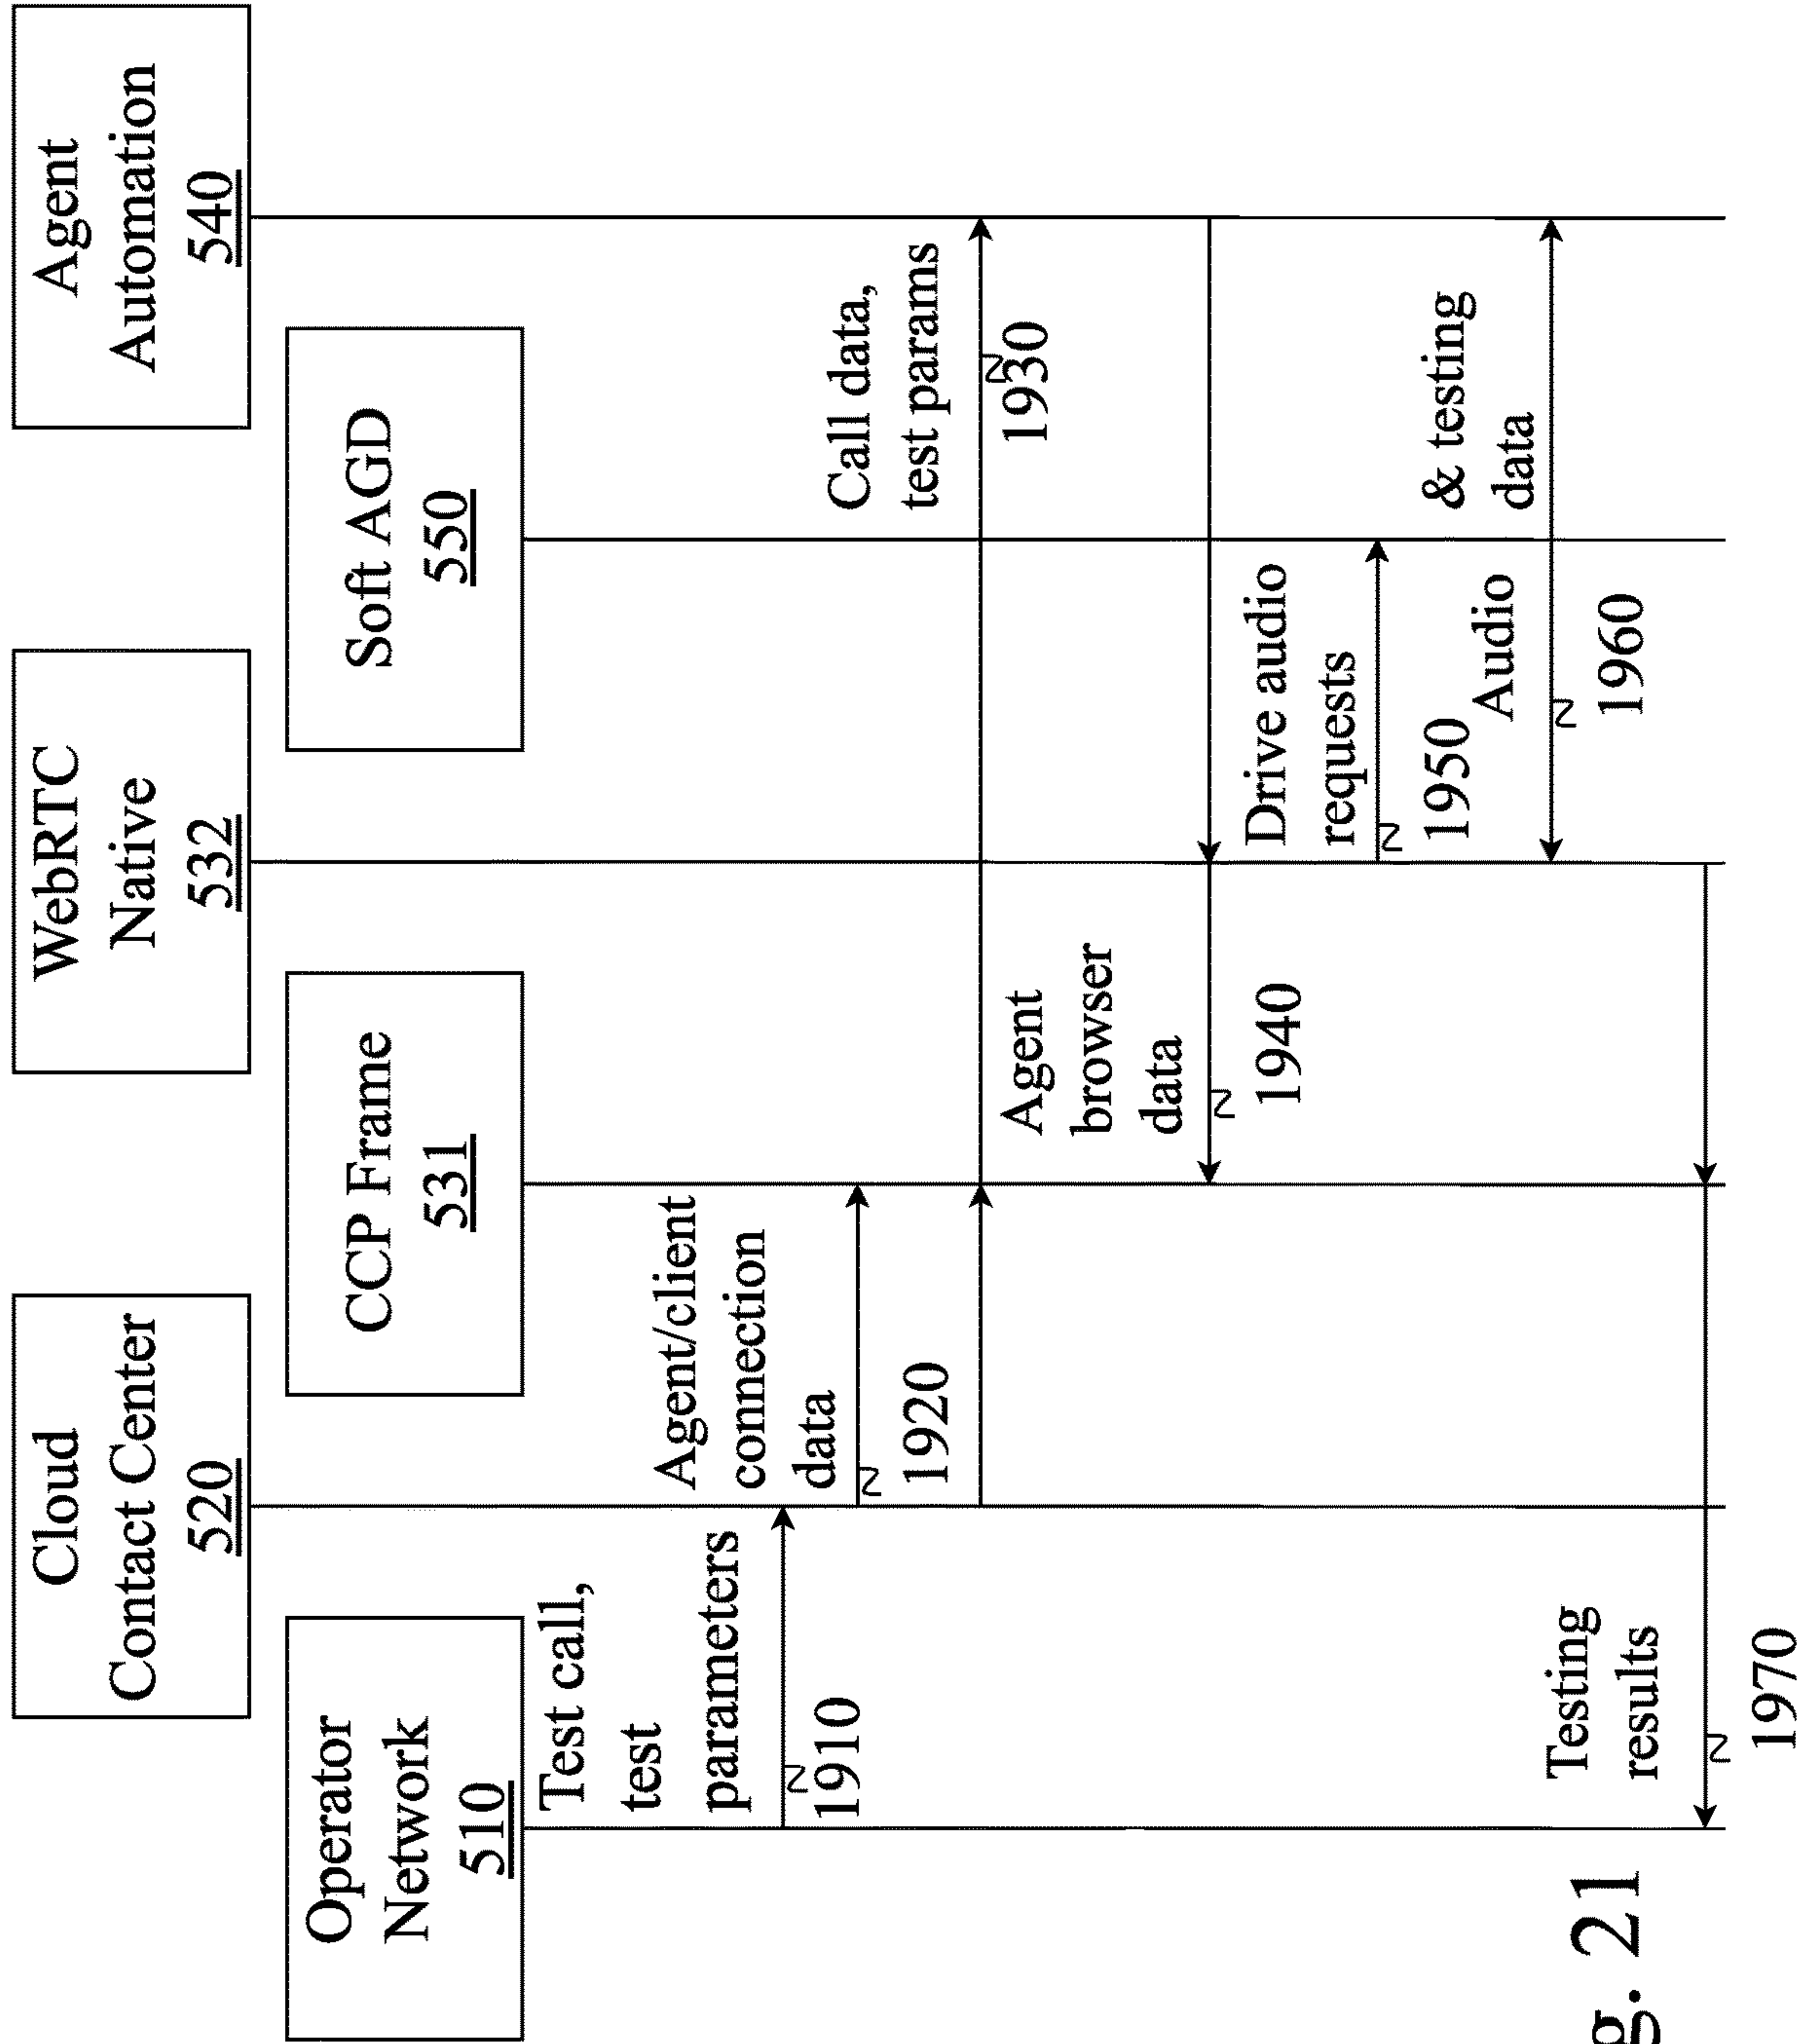 Cloud
Contact Center
520
WebRTC
Native
532
Agent
Automation
540
Operator
Network
510
CCP Frame
531
Soft AGD
550
Test call,
test
parameters
1910
Agent/client
connection
data
1920
Call data,
test params
1930
Agent
browser
data
1940
Drive audio
requests
1950
Audio
& testing
data
1960
Testing
results
1970
g. 21